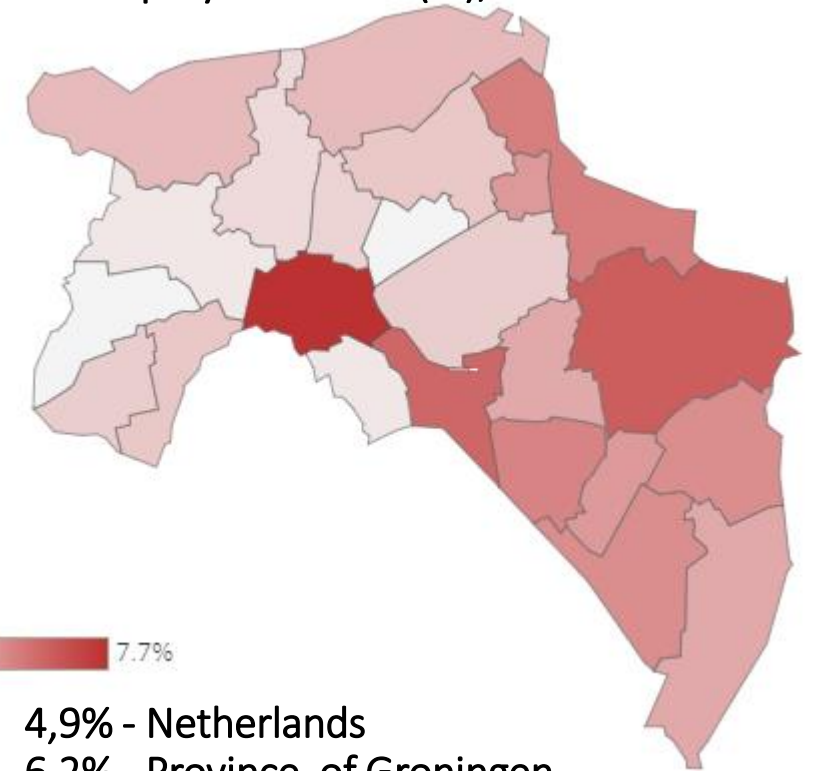 7.7%
4,9% - Netherlands
6,2% - Province of Groningen